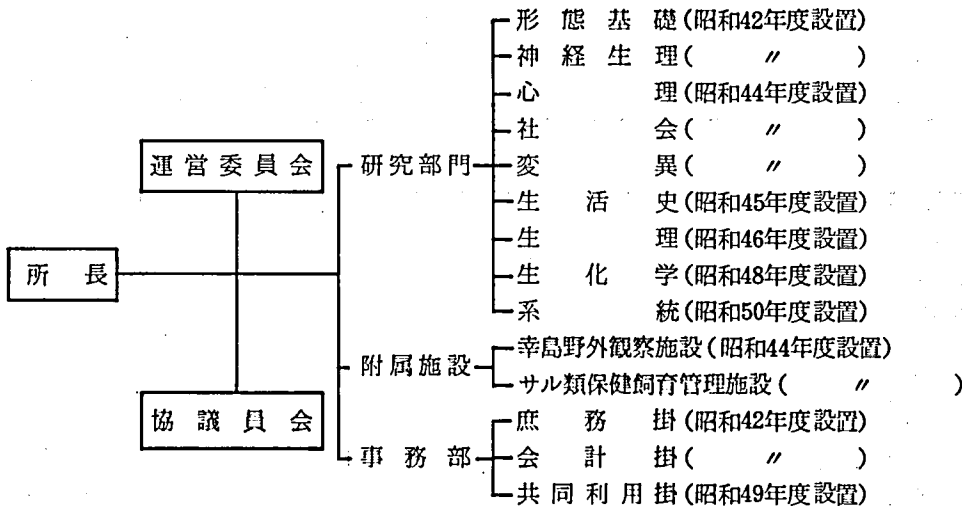 形態基礎(昭和42年度設置)
神経生理(〃)
心理(昭和44年度設置)
社会(〃)
運営委員会
研究部門
変異(〃)
生活史(昭和45年度設置)
生理(昭和46年度設置)
所長
生化学(昭和48年度設置)
系統(昭和50年度設置)
幸島野外観察施設(昭和44年度設置)
附属施設
サル類保健飼育管理施設(〃)
協議員会
庶務掛(昭和42年度設置)
事務部
会計掛(〃)
共同利用掛(昭和49年度設置)